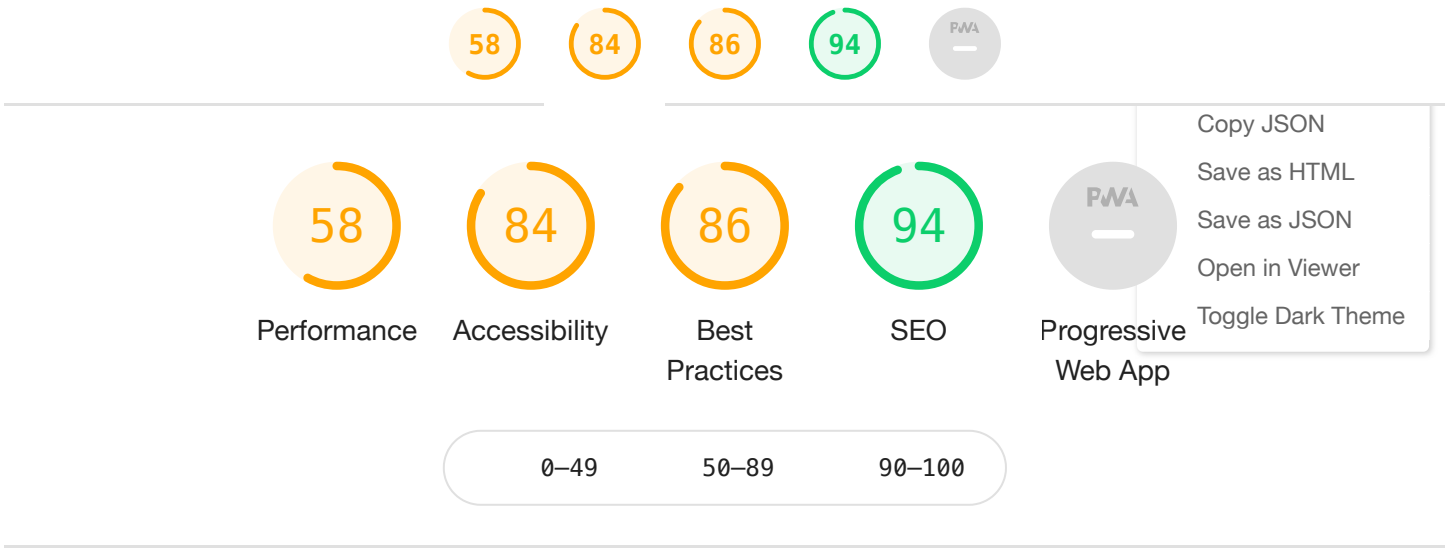 58 84 86 94 PWA
Copy JSON
Save as HTML
Save as JSON
Open in Viewer
Toggle Dark Theme
58 84 86 94 PWA
Performance Accessibility Best Practices SEO Progressive Web App
0–49 50–89 90–100